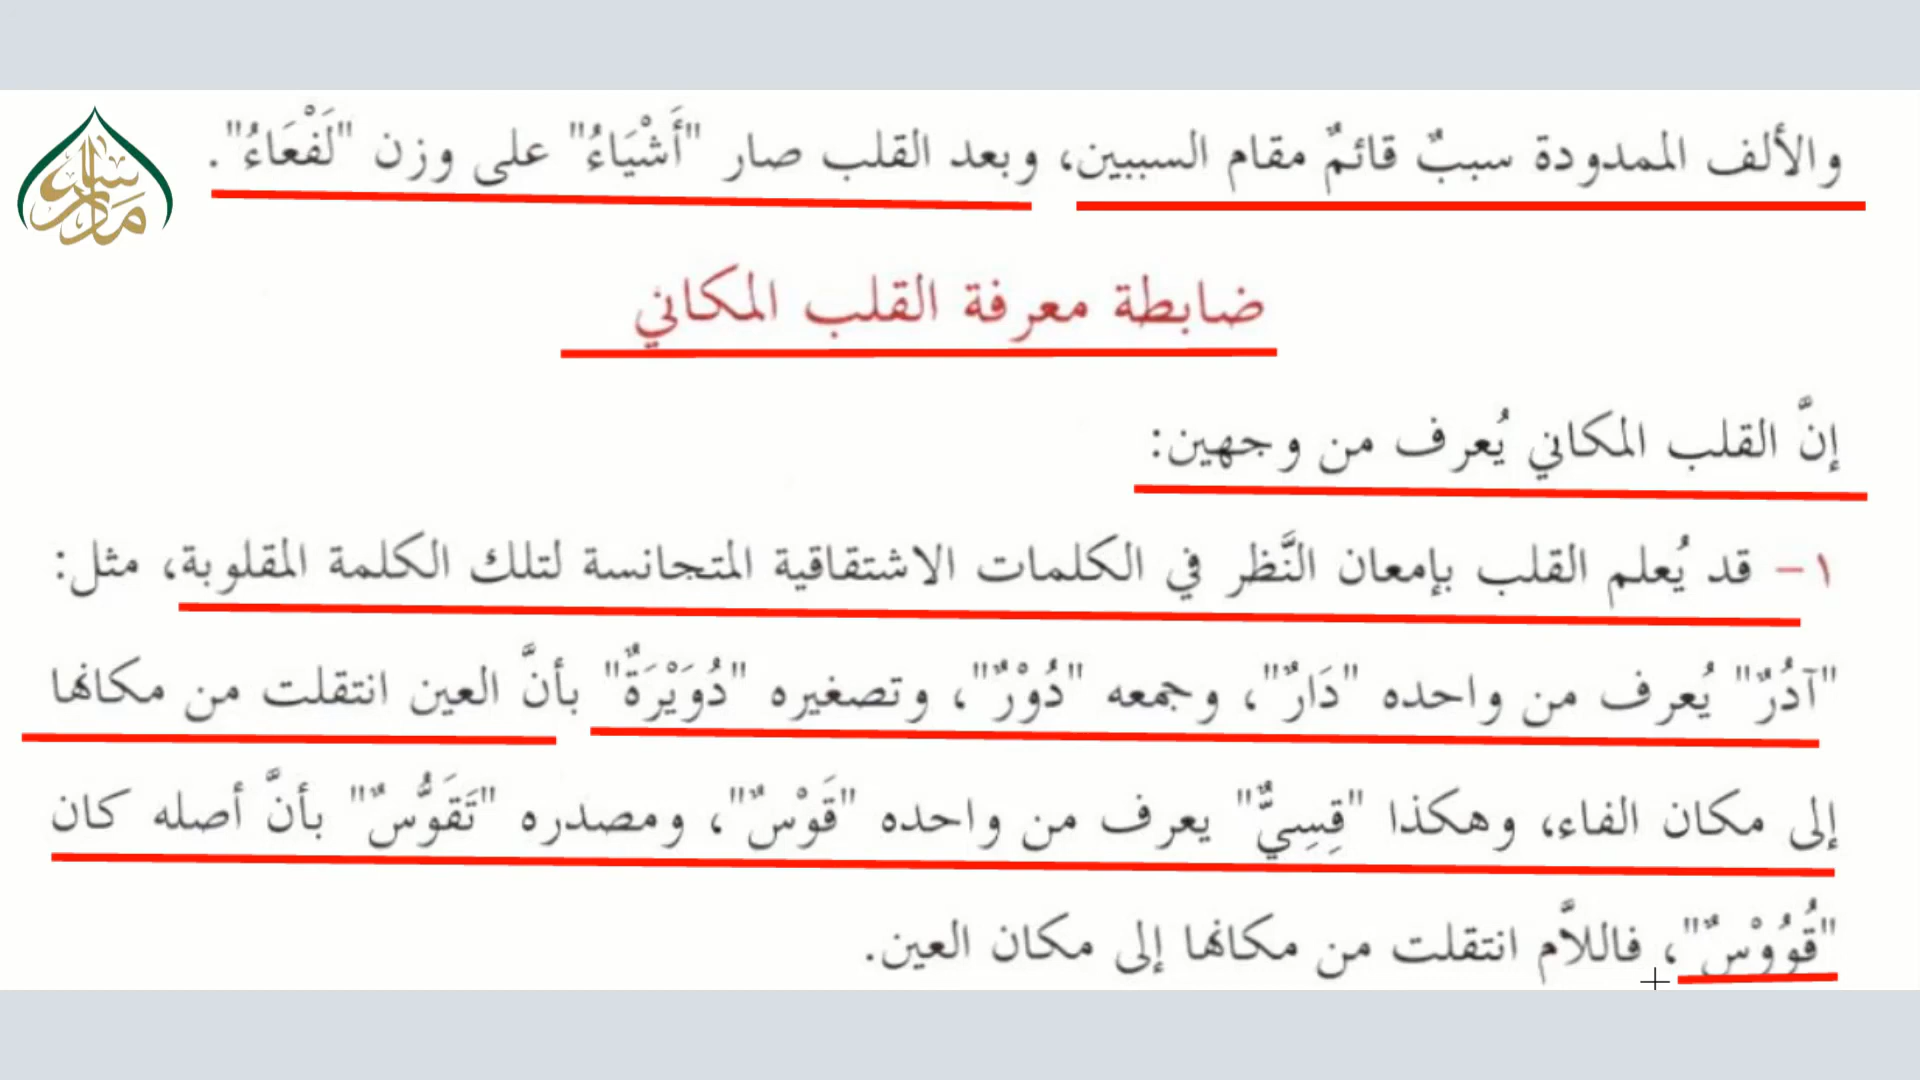 والألف الممدودة سببٌ قائمٌ مقام السببين، وبعد القلب صار "أَشْيَاءُ" على وزن "لَفْعَاءُ".
ضابطة معرفة القلب المكاني
إنَّ القلب المكاني يُعرف من وجهين:
١- قد يُعلم القلب بإمعان النَّظر في الكلمات الاشتقاقية المتجانسة لتلك الكلمة المقلوبة، مثل:
"آدُرٌ" يُعرف من واحده "دَارٌ"، وجمعه "دُوْرٌ"، وتصغيره "دُوَيْرَةٌ" بأنَّ العين انتقلت من مكانها
إلى مكان الفاء، وهكذا "قِسِيٌّ" يعرف من واحده "قَوْسٌ"، ومصدره "تَقَوُّسٌ" بأنَّ أصله كان
"قُوُوْسٌ"، فاللاَّم انتقلت من مكانها إلى مكان العين.